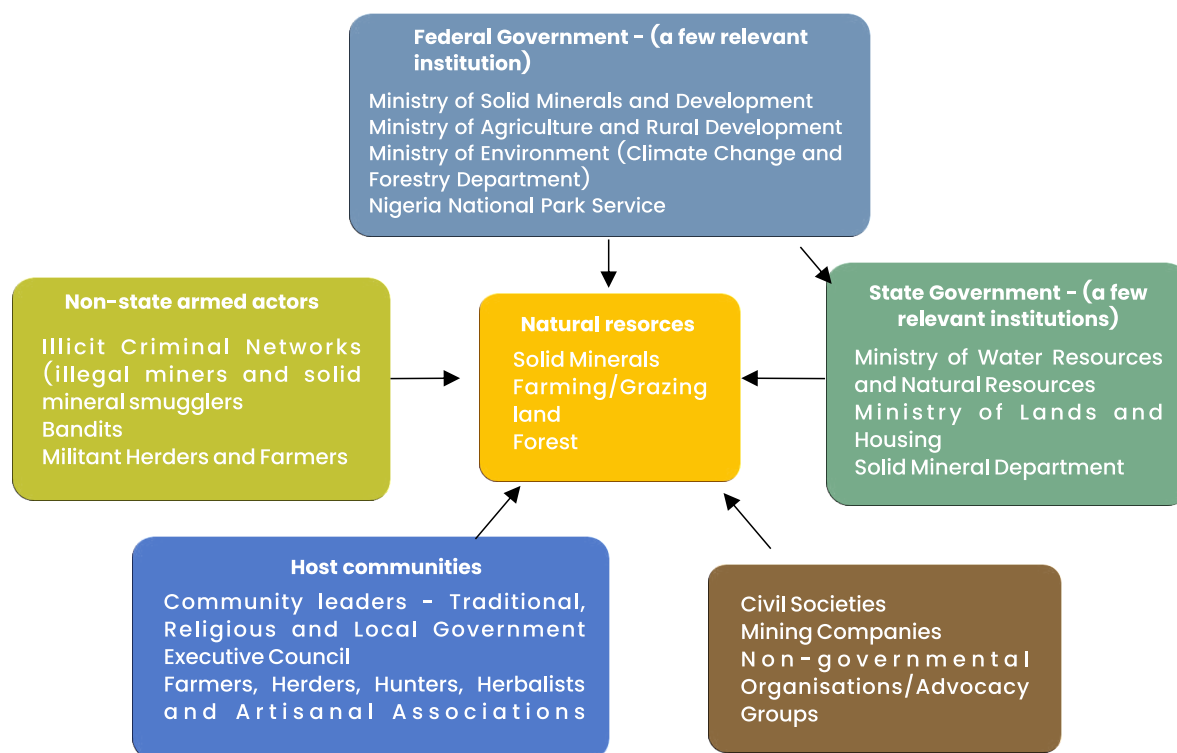 Federal Government - (a few relevant
institution)
Ministry of Solid Minerals and Development
Ministry of Agriculture and Rural Development
Ministry of Environment (Climate Change and
Forestry Department)
Nigeria National Park Service
Non-state armed actors
Illicit Criminal Networks
(illegal miners and solid
mineral smugglers
Bandits
Militant Herders and Farmers
Natural resorces
Solid Minerals
Farming/Grazing
land
Forest
State Government - (a few
relevant institutions)
Ministry of Water Resources
and Natural Resources
Ministry of Lands and
Housing
Solid Mineral Department
Host communities
Community leaders - Traditional,
Religious and Local Government
Executive Council
Farmers, Herders, Hunters, Herbalists
and Artisanal Associations
Civil Societies
Mining Companies
Non-governmental
Organisations/Advocacy
Groups